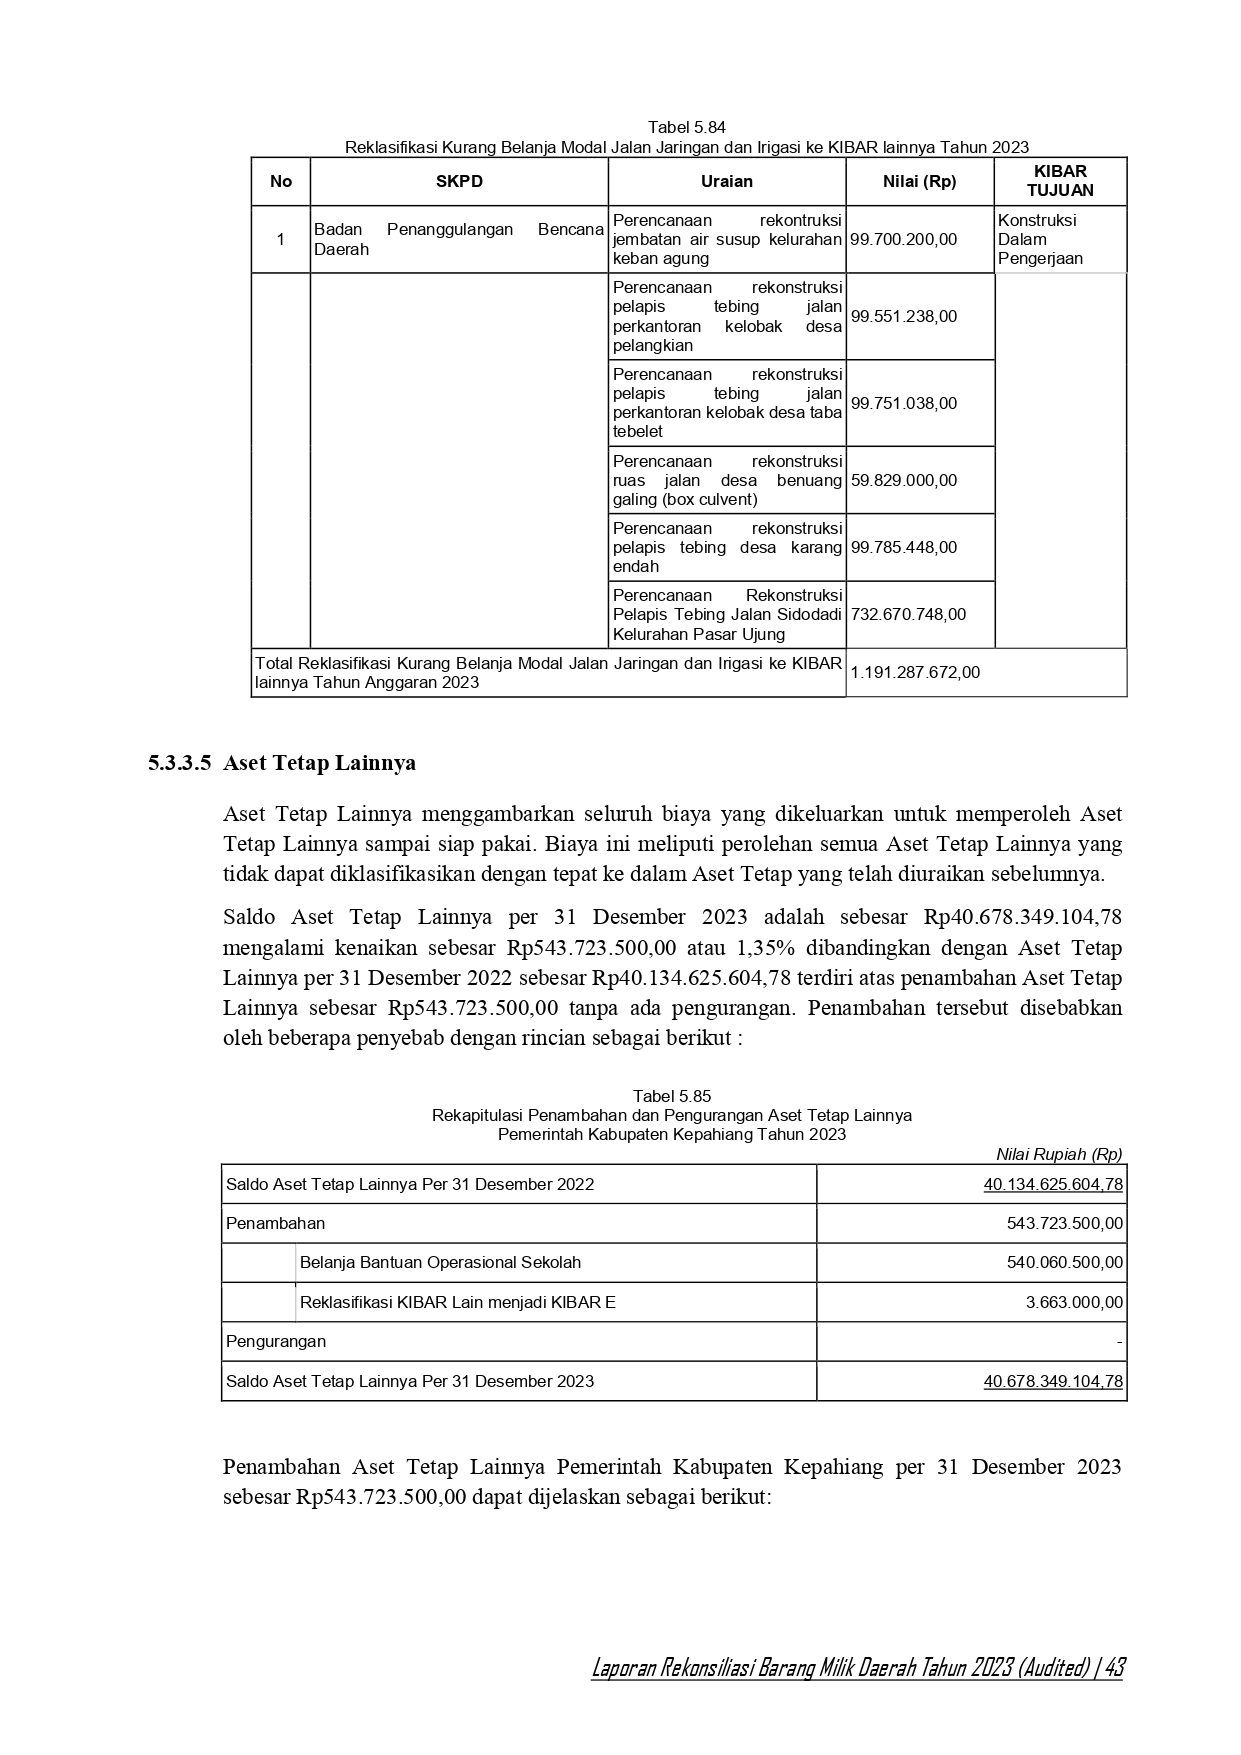 Tabel 5.84
Reklasifikasi Kurang Belanja Modal Jalan Jaringan dan Irigasi ke KIBAR lainnya Tahun 2023
No SKPD Uraian Nilai (Rp) KIBAR
TUJUAN
1 Badan Penanggulangan Bencana
Daerah
Perencanaan rekontruksi
jembatan air susup kelurahan
keban agung
99.700.200,00
Konstruksi
Dalam
Pengerjaan
Perencanaan rekonstruksi
pelapis tebing jalan
perkantoran kelobak desa
pelangkian
99.551.238,00
Perencanaan rekonstruksi
pelapis tebing jalan
perkantoran kelobak desa taba
tebelet
99.751.038,00
Perencanaan rekonstruksi
ruas jalan desa benuang
galing (box culvent)
59.829.000,00
Perencanaan rekonstruksi
pelapis tebing desa karang
endah
99.785.448,00
Perencanaan Rekonstruksi
Pelapis Tebing Jalan Sidodadi
Kelurahan Pasar Ujung
732.670.748,00
Total Reklasifikasi Kurang Belanja Modal Jalan Jaringan dan Irigasi ke KIBAR
lainnya Tahun Anggaran 2023
1.191.287.672,00
5.3.3.5 Aset Tetap Lainnya
Aset Tetap Lainnya menggambarkan seluruh biaya yang dikeluarkan untuk memperoleh Aset
Tetap Lainnya sampai siap pakai. Biaya ini meliputi perolehan semua Aset Tetap Lainnya yang
tidak dapat diklasifikasikan dengan tepat ke dalam Aset Tetap yang telah diuraikan sebelumnya.
Saldo Aset Tetap Lainnya per 31 Desember 2023 adalah sebesar Rp40.678.349.104,78
mengalami kenaikan sebesar Rp543.723.500,00 atau 1,35% dibandingkan dengan Aset Tetap
Lainnya per 31 Desember 2022 sebesar Rp40.134.625.604,78 terdiri atas penambahan Aset Tetap
Lainnya sebesar Rp543.723.500,00 tanpa ada pengurangan. Penambahan tersebut disebabkan
oleh beberapa penyebab dengan rincian sebagai berikut :
Tabel 5.85
Rekapitulasi Penambahan dan Pengurangan Aset Tetap Lainnya
Pemerintah Kabupaten Kepahiang Tahun 2023
Nilai Rupiah (Rp)
Saldo Aset Tetap Lainnya Per 31 Desember 2022 40.134.625.604,78
Penambahan 543.723.500,00
Belanja Bantuan Operasional Sekolah 540.060.500,00
Reklasifikasi KIBAR Lain menjadi KIBAR E 3.663.000,00
Pengurangan -
Saldo Aset Tetap Lainnya Per 31 Desember 2023 40.678.349.104,78
Penambahan Aset Tetap Lainnya Pemerintah Kabupaten Kepahiang per 31 Desember 2023
sebesar Rp543.723.500,00 dapat dijelaskan sebagai berikut:
Laporan Rekonsiliasi Barang Milik Daerah Tahun 2023 (Audited) | 43